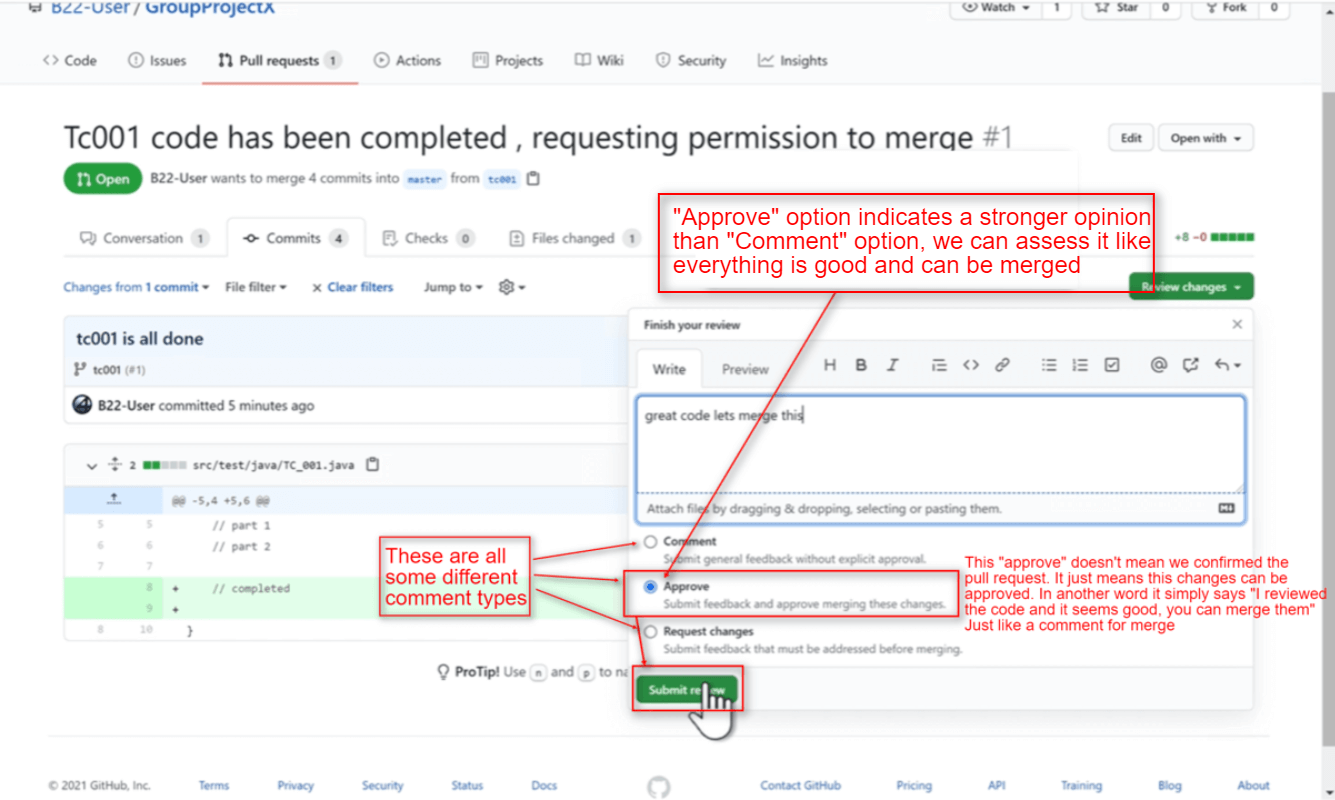 B22-User / GroupProjectX
Watch 1 Star 0 Fork 0
Code Issues Pull requests 1 Actions Projects Wiki Security Insights
Tc001 code has been completed , requesting permission to merge #1
Edit Open with
Open B22-User wants to merge 4 commits into master from tc001
"Approve" option indicates a stronger opinion
than "Comment" option, we can assess it like
everything is good and can be merged
Conversation 1 Commits 4 Checks 0 Files changed 1
+8 −0
Changes from 1 commit File filter Clear filters Jump to
Review changes
tc001 is all done
tc001 (#1)
B22-User committed 5 minutes ago
2 src/test/java/TC_001.java
@@ -5,4 +5,6 @@
5 5 // part 1
6 6 // part 2
7 7
8 + // completed
9 +
8 10 }
ProTip! Use n and p to na
Finish your review
Write Preview
great code lets merge this
Attach files by dragging & dropping, selecting or pasting them.
Comment
Submit general feedback without explicit approval.
Approve
Submit feedback and approve merging these changes.
Request changes
Submit feedback that must be addressed before merging.
Submit review
These are all
some different
comment types
This "approve" doesn't mean we confirmed the
pull request. It just means this changes can be
approved. In another word it simply says "I reviewed
the code and it seems good, you can merge them"
Just like a comment for merge
© 2021 GitHub, Inc. Terms Privacy Security Status Docs Contact GitHub Pricing API Training Blog About